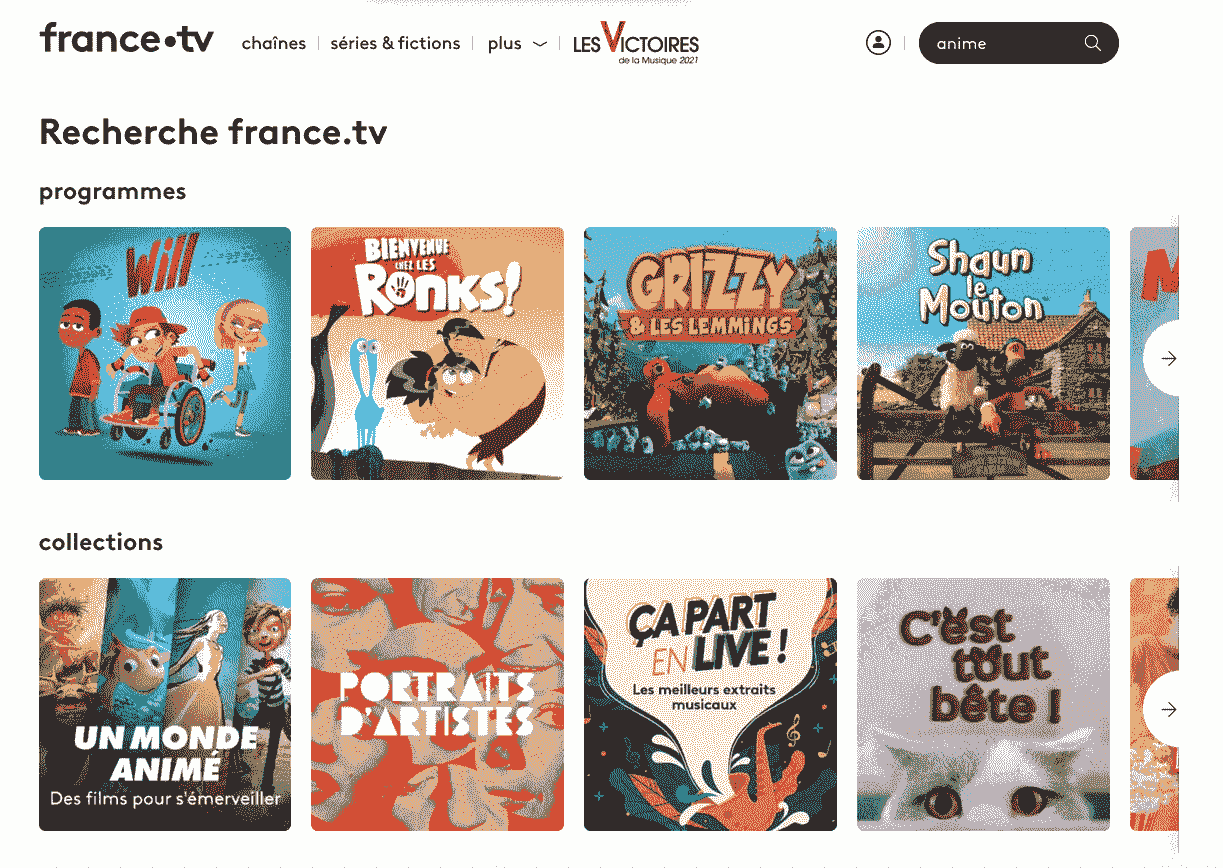 france•tv
chaînes
séries & fictions
plus
LES VICTOIRES
de la Musique 2021
anime
Recherche france.tv
programmes
Will
BIENVENUE
CHEZ LES
RONKS!
GRIZZY
& LES LEMMINGS
Shaun
le
Mouton
M
collections
UN MONDE
ANIMÉ
Des films pour s'émerveiller
PORTRAITS
D'ARTISTES
ÇA PART
EN LIVE !
Les meilleurs extraits
musicaux
C'est
tout
bête !